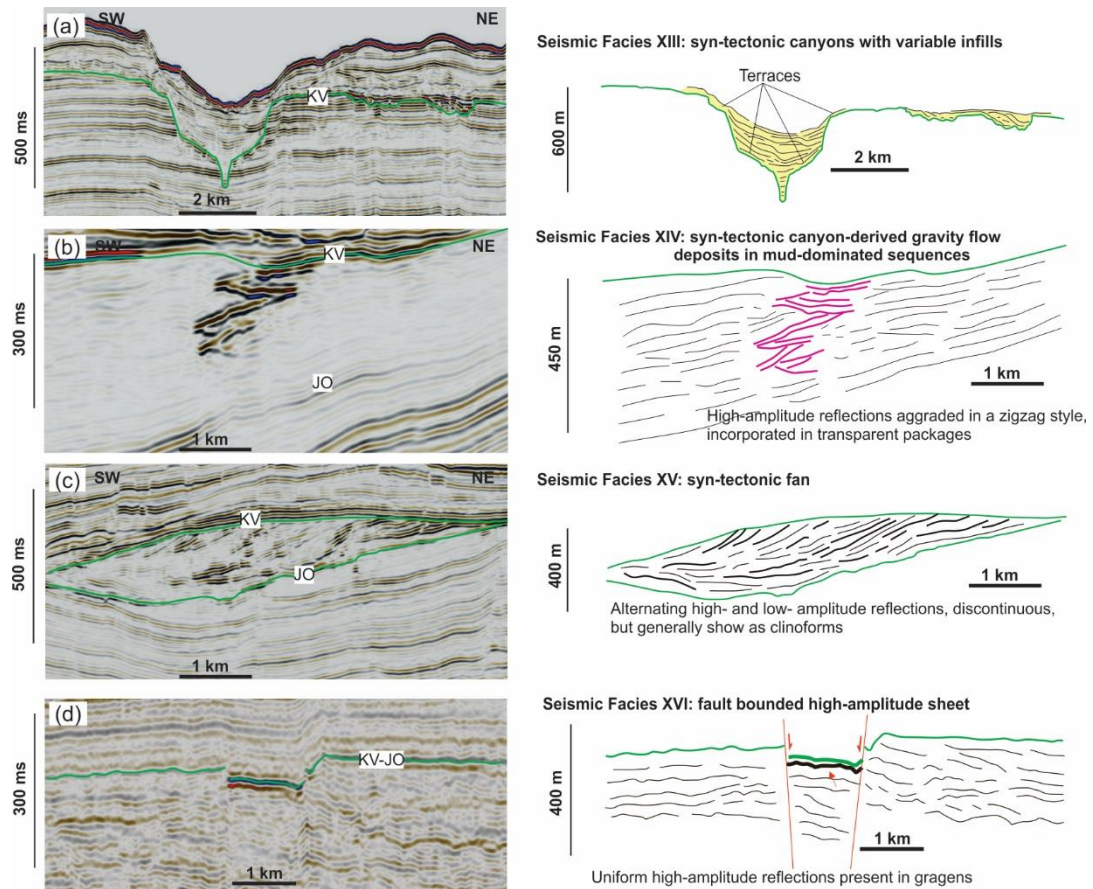 (a) SW NE
500 ms
KV
2 km
Seismic Facies XIII: syn-tectonic canyons with variable infills
Terraces
600 m
2 km
(b) SW NE
300 ms
KV
JO
1 km
Seismic Facies XIV: syn-tectonic canyon-derived gravity flow
deposits in mud-dominated sequences
450 m
1 km
High-amplitude reflections aggraded in a zigzag style,
incorporated in transparent packages
(c) SW NE
500 ms
KV
JO
1 km
Seismic Facies XV: syn-tectonic fan
400 m
1 km
Alternating high- and low- amplitude reflections, discontinuous,
but generally show as clinoforms
(d)
300 ms
KV-JO
1 km
Seismic Facies XVI: fault bounded high-amplitude sheet
400 m
1 km
Uniform high-amplitude reflections present in gragens